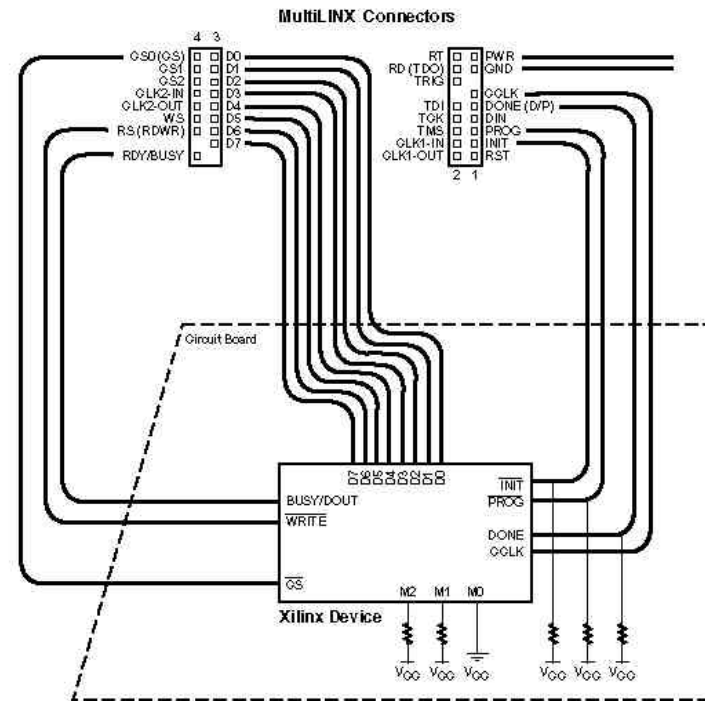 MultiLINX Connectors
4 3
CS0(CS) D0
CS1 D1
CS2 D2
CLK2-IN D3
CLK2-OUT D4
WS D5
RS(RDWR) D6
D7
RDY/BUSY
RT PWR
RD(TDO) GND
TRIG
CCLK
TDI DONE(D/P)
TCK DIN
TMS PROG
CLK1-IN INIT
CLK1-OUT RST
2 1
Circuit Board
D7 D6 D5 D4 D3 D2 D1 D0
BUSY/DOUT
WRITE
CS
INIT
PROG
DONE
CCLK
M2 M1 M0
Xilinx Device
VCC VCC VCC VCC VCC VCC